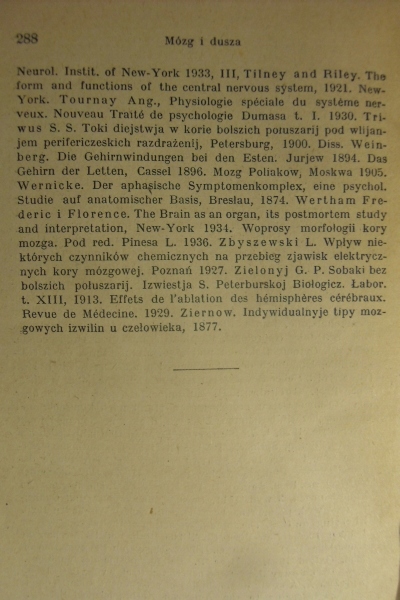 288
Mózg i dusza
Neurol. Instit. of New-York 1933, III, Tilney and Riley. The
form and functions of the central nervous system, 1921. New-
York. Tournay Ang., Physiologie spéciale du système ner-
veux. Nouveau Traité de psychologie Dumasa t. I. 1930. Tri-
wus S. S. Toki diejstwja w korie bolszich połuszarij pod wlijan-
jem perifericzeskich razdrażenij, Petersburg, 1900. Diss. Wein-
berg. Die Gehirnwindungen bei den Esten. Jurjew 1894. Das
Gehirn der Letten, Cassel 1896. Mozg Poliakow, Moskwa 1905.
Wernicke. Der aphasische Symptomenkomplex, eine psychol.
Studie auf anatomischer Basis, Breslau, 1874. Wertham Fre-
deric i Florence. The Brain as an organ, its postmortem study
and interpretation, New-York 1934. Woprosy morfołogii kory
mozga. Pod red. Pinesa L. 1936. Zbyszewski L. Wpływ nie-
których czynników chemicznych na przebieg zjawisk elektrycz-
nych kory mózgowej. Poznań 1927. Zielonyj G. P. Sobaki bez
bolszich połuszarij. Izwiestja S. Peterburskoj Biołogicz. Łabor.
t. XIII, 1913. Effets de l'ablation des hémisphères cérébraux.
Revue de Médecine. 1929. Ziernow. Indywidualnyje tipy moz-
gowych izwilin u czełowieka, 1877.